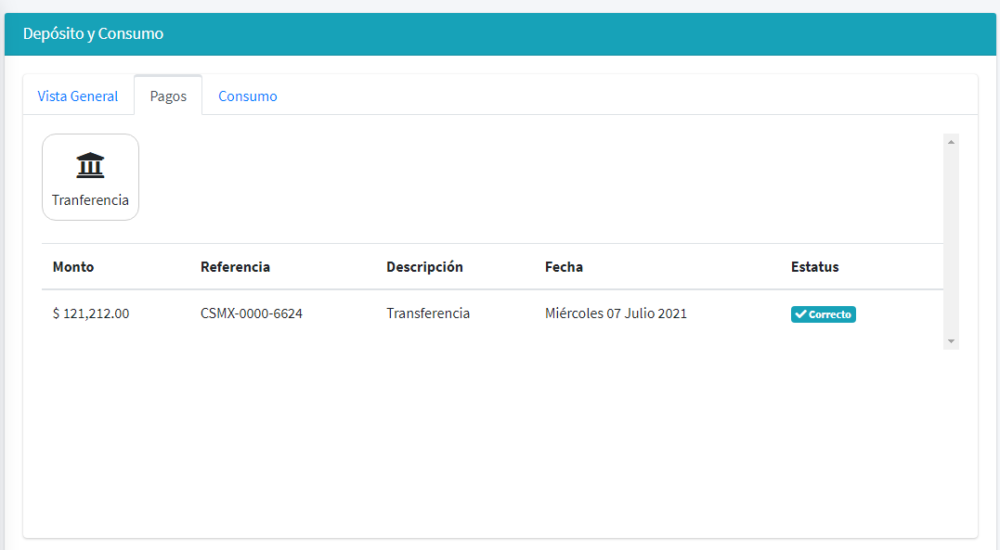 Depósito y Consumo
Vista General Pagos Consumo
Tranferencia
Monto Referencia Descripción Fecha Estatus
$ 121,212.00 CSMX-0000-6624 Transferencia Miércoles 07 Julio 2021 Correcto